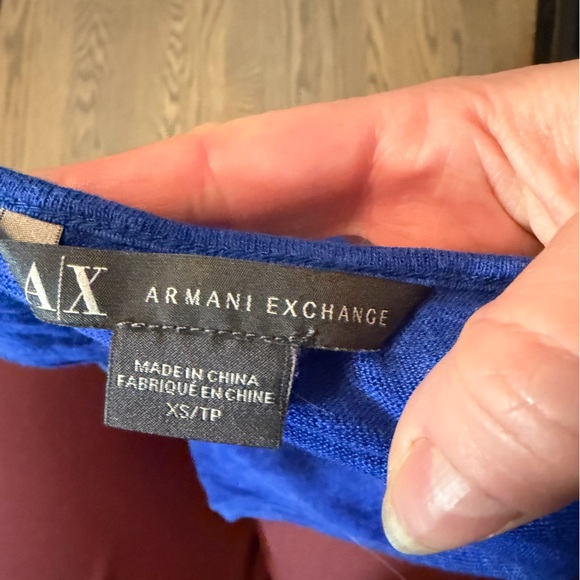 A|X ARMANI EXCHANGE
MADE IN CHINA
FABRIQUÉ EN CHINE
XS/TP